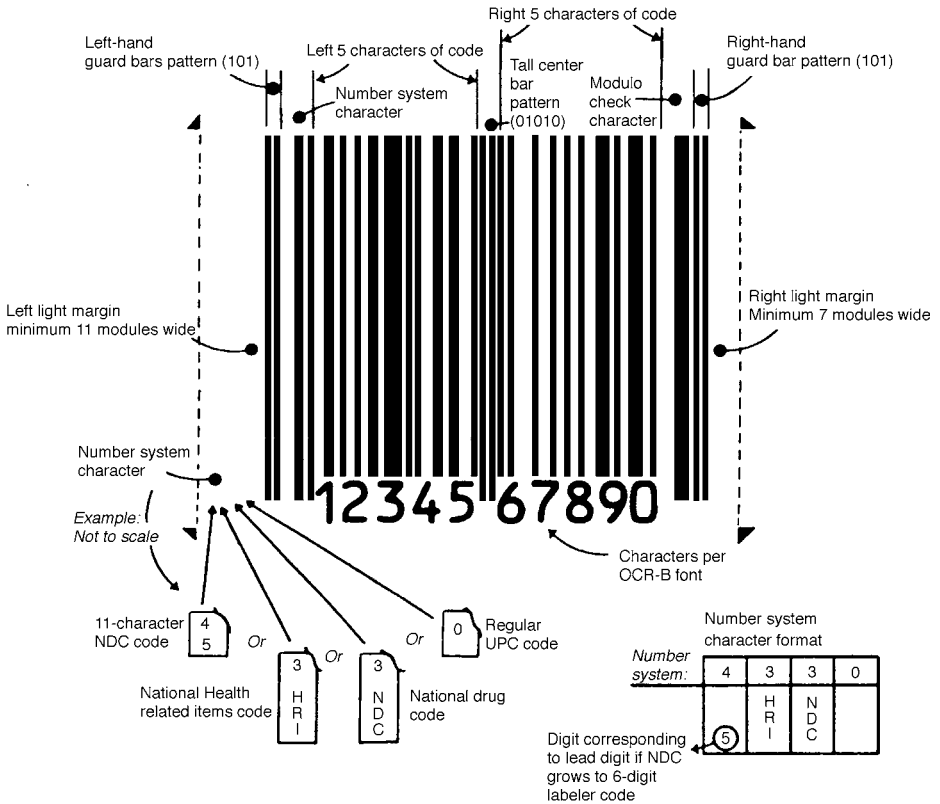 Right 5 characters of code
Left-hand
guard bars pattern (101)
Left 5 characters of code
Right-hand
guard bar pattern (101)
Number system
character
Tall center
bar
pattern
(01010)
Modulo
check
character
Left light margin
minimum 11 modules wide
Right light margin
Minimum 7 modules wide
Number system
character
12345 67890
Example:
Not to scale
Characters per
OCR-B font
11-character
NDC code
4
5
Or
National Health
related items code
3
H
R
I
Or
3
N
D
C
National drug
code
Or
0
Regular
UPC code
Number system
character format
Number
system:
4 3 3 0
H N
R D
I C
5
Digit corresponding
to lead digit if NDC
grows to 6-digit
labeler code